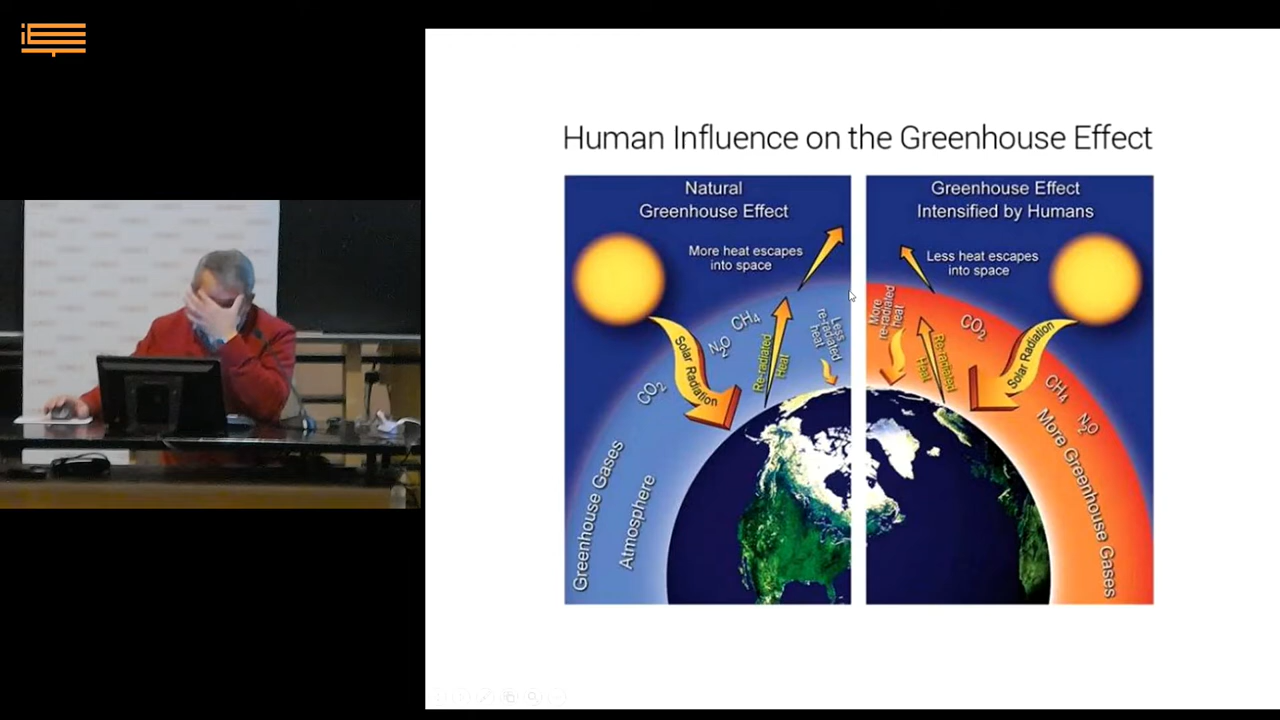 Human Influence on the Greenhouse Effect
Natural
Greenhouse Effect
More heat escapes
into space
CH4
N2O
CO2
Solar Radiation
Re-radiated
Heat
Less
re-radiated
heat
Greenhouse Gases
Atmosphere
Greenhouse Effect
Intensified by Humans
Less heat escapes
into space
More
re-radiated
heat
Re-radiated
Heat
CO2
Solar Radiation
CH4
N2O
More Greenhouse Gases